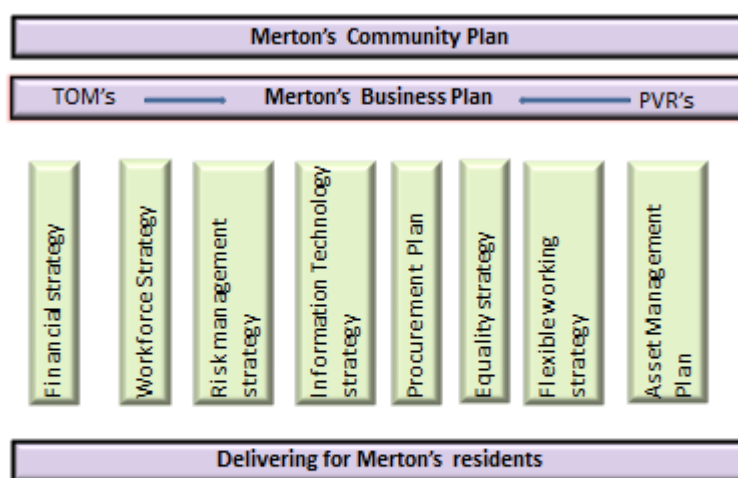 Merton's Community Plan
TOM's Merton's Business Plan PVR's
Financial strategy
Workforce Strategy
Risk management
strategy
Information Technology
strategy
Procurement Plan
Equality strategy
Flexible working
strategy
Asset Management
Plan
Delivering for Merton's residents